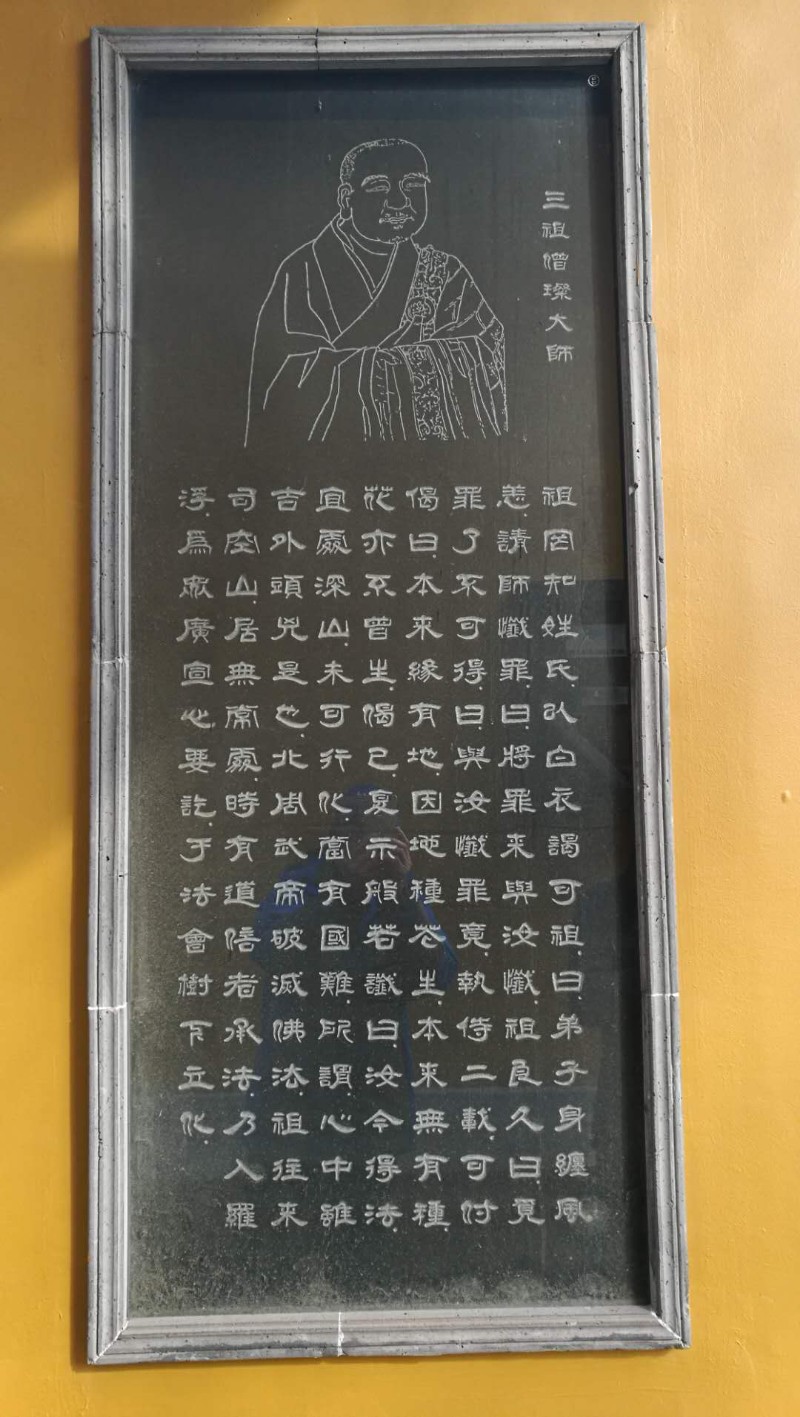 三祖僧璨大師
祖罔知姓氏以白衣謁可祖曰弟子身纏風
恙請師懺罪曰將罪來與汝懺祖良久曰覓
罪了不可得曰與汝懺罪竟執侍二載可付
偈曰本來緣有地因地種花生本來無有種
花亦不曾生偈已復示般若讖曰汝今得法
宜處深山未可行化當有國難所謂心中雖
吉外頭凶是也北周武帝破滅佛法祖往來
司空山居無常處時有道信者承法乃入羅
浮為眾廣宣心要訖于法會樹下立化